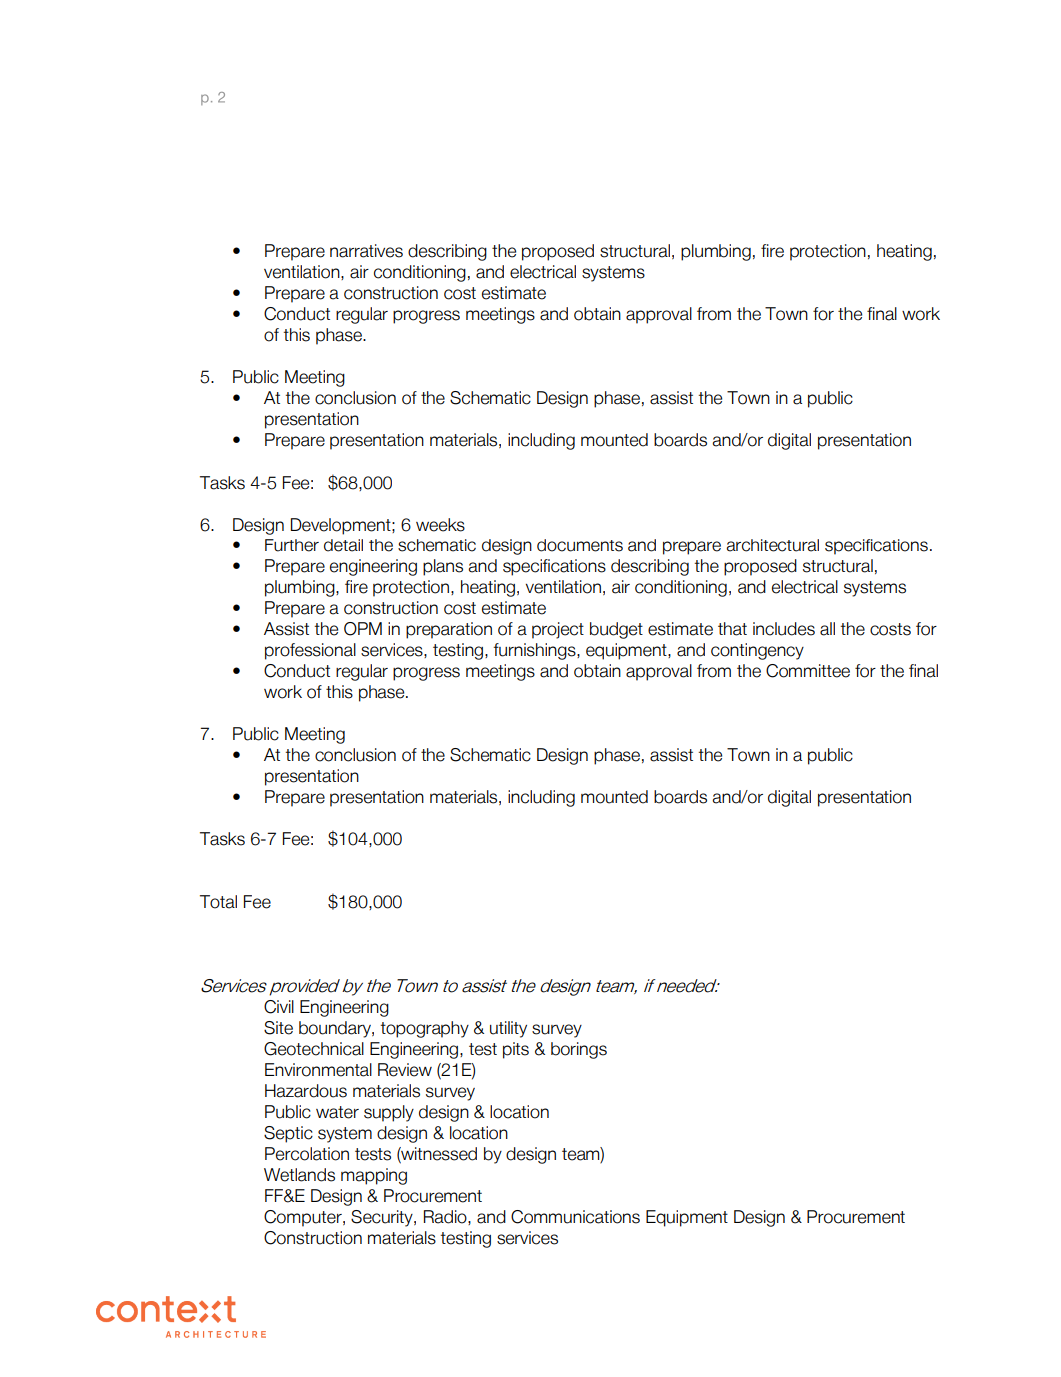 p. 2
• Prepare narratives describing the proposed structural, plumbing, fire protection, heating,
ventilation, air conditioning, and electrical systems
• Prepare a construction cost estimate
• Conduct regular progress meetings and obtain approval from the Town for the final work
of this phase.
5. Public Meeting
• At the conclusion of the Schematic Design phase, assist the Town in a public
presentation
• Prepare presentation materials, including mounted boards and/or digital presentation
Tasks 4-5 Fee: $68,000
6. Design Development; 6 weeks
• Further detail the schematic design documents and prepare architectural specifications.
• Prepare engineering plans and specifications describing the proposed structural,
plumbing, fire protection, heating, ventilation, air conditioning, and electrical systems
• Prepare a construction cost estimate
• Assist the OPM in preparation of a project budget estimate that includes all the costs for
professional services, testing, furnishings, equipment, and contingency
• Conduct regular progress meetings and obtain approval from the Committee for the final
work of this phase.
7. Public Meeting
• At the conclusion of the Schematic Design phase, assist the Town in a public
presentation
• Prepare presentation materials, including mounted boards and/or digital presentation
Tasks 6-7 Fee: $104,000
Total Fee $180,000
Services provided by the Town to assist the design team, if needed:
Civil Engineering
Site boundary, topography & utility survey
Geotechnical Engineering, test pits & borings
Environmental Review (21E)
Hazardous materials survey
Public water supply design & location
Septic system design & location
Percolation tests (witnessed by design team)
Wetlands mapping
FF&E Design & Procurement
Computer, Security, Radio, and Communications Equipment Design & Procurement
Construction materials testing services
context
ARCHITECTURE